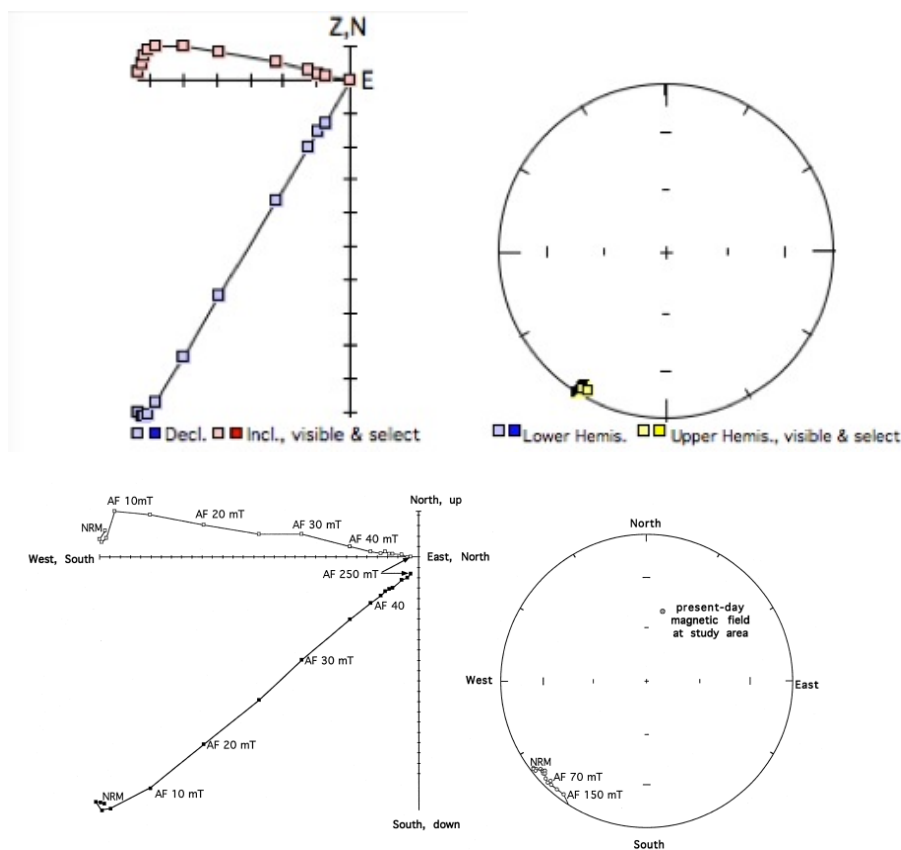 Z,N
E
Decl. Incl., visible & select
Lower Hemis. Upper Hemis., visible & select
AF 10mT
North, up
AF 20 mT
NRM
AF 30 mT
AF 40 mT
West, South
East, North
AF 250 mT
AF 40
AF 30 mT
AF 20 mT
NRM
AF 10 mT
South, down
North
present-day
magnetic field
at study area
West
East
NRM
AF 70 mT
AF 150 mT
South